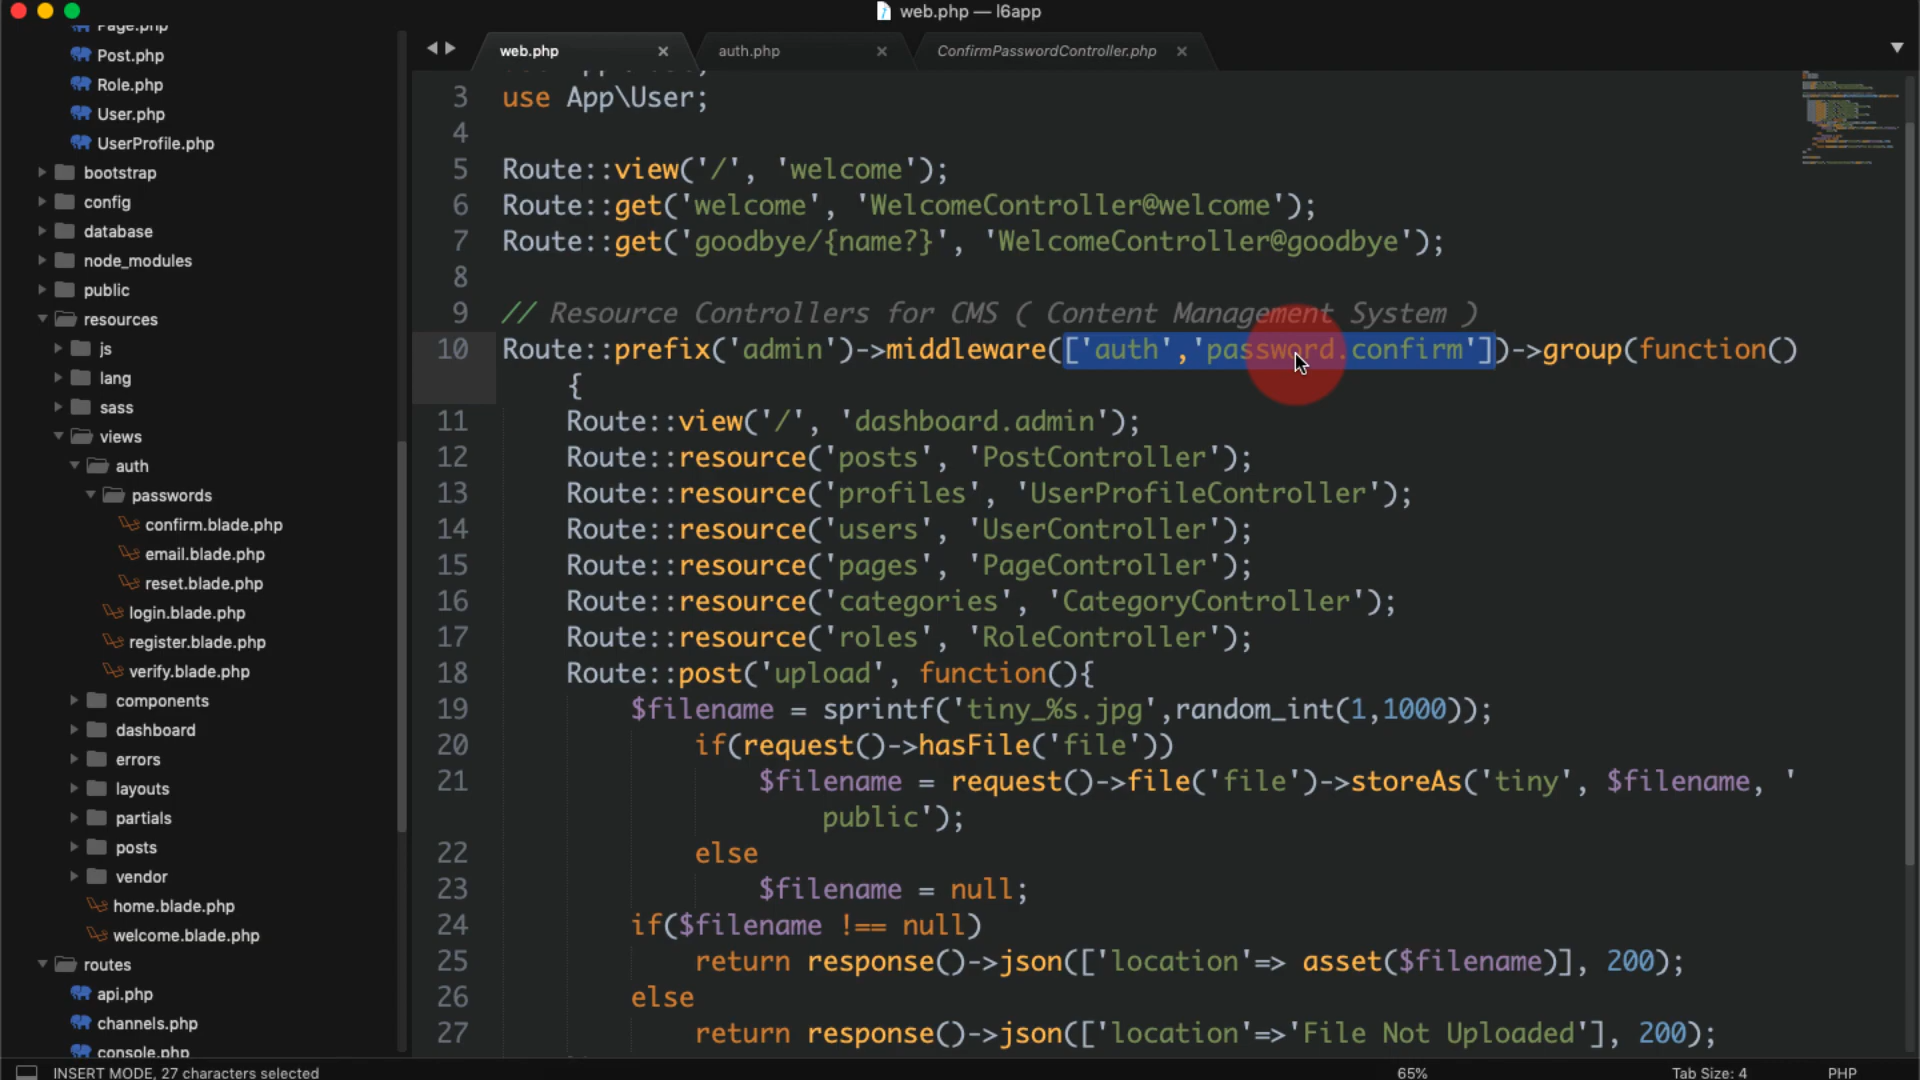 web.php — l6app
Page.php
Post.php
Role.php
User.php
UserProfile.php
bootstrap
config
database
node_modules
public
resources
js
lang
sass
views
auth
passwords
confirm.blade.php
email.blade.php
reset.blade.php
login.blade.php
register.blade.php
verify.blade.php
components
dashboard
errors
layouts
partials
posts
vendor
home.blade.php
welcome.blade.php
routes
api.php
channels.php
console.php
web.php
auth.php
ConfirmPasswordController.php
3 use App\User;
4
5 Route::view('/', 'welcome');
6 Route::get('welcome', 'WelcomeController@welcome');
7 Route::get('goodbye/{name?}', 'WelcomeController@goodbye');
8
9 // Resource Controllers for CMS ( Content Management System )
10 Route::prefix('admin')->middleware(['auth','password.confirm'])->group(function()
{
11 Route::view('/', 'dashboard.admin');
12 Route::resource('posts', 'PostController');
13 Route::resource('profiles', 'UserProfileController');
14 Route::resource('users', 'UserController');
15 Route::resource('pages', 'PageController');
16 Route::resource('categories', 'CategoryController');
17 Route::resource('roles', 'RoleController');
18 Route::post('upload', function(){
19 $filename = sprintf('tiny_%s.jpg',random_int(1,1000));
20 if(request()->hasFile('file'))
21 $filename = request()->file('file')->storeAs('tiny', $filename, '
public');
22 else
23 $filename = null;
24 if($filename !== null)
25 return response()->json(['location'=> asset($filename)], 200);
26 else
27 return response()->json(['location'=>'File Not Uploaded'], 200);
INSERT MODE, 27 characters selected
65%
Tab Size: 4
PHP